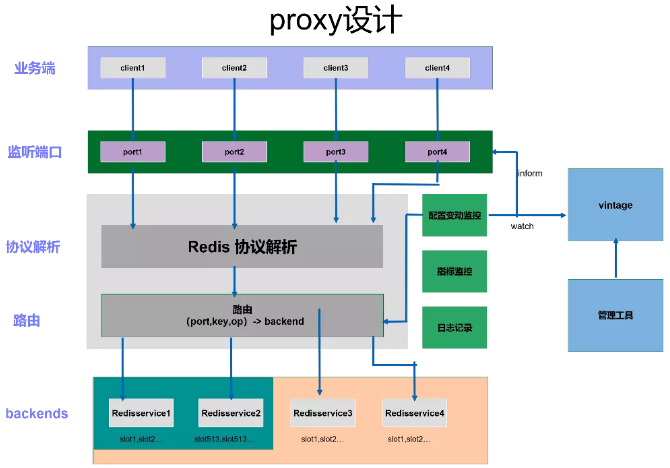 proxy设计
业务端
client1
client2
client3
client4
监听端口
port1
port2
port3
port4
inform
协议解析
Redis 协议解析
配置变动监控
watch
vintage
指标监控
路由
路由
(port,key,op) -> backend
日志记录
管理工具
backends
Redisservice1
Redisservice2
Redisservice3
Redisservice4
slot1,slot2...
slot513,slot513...
slot1,slot2...
slot1,slot2...